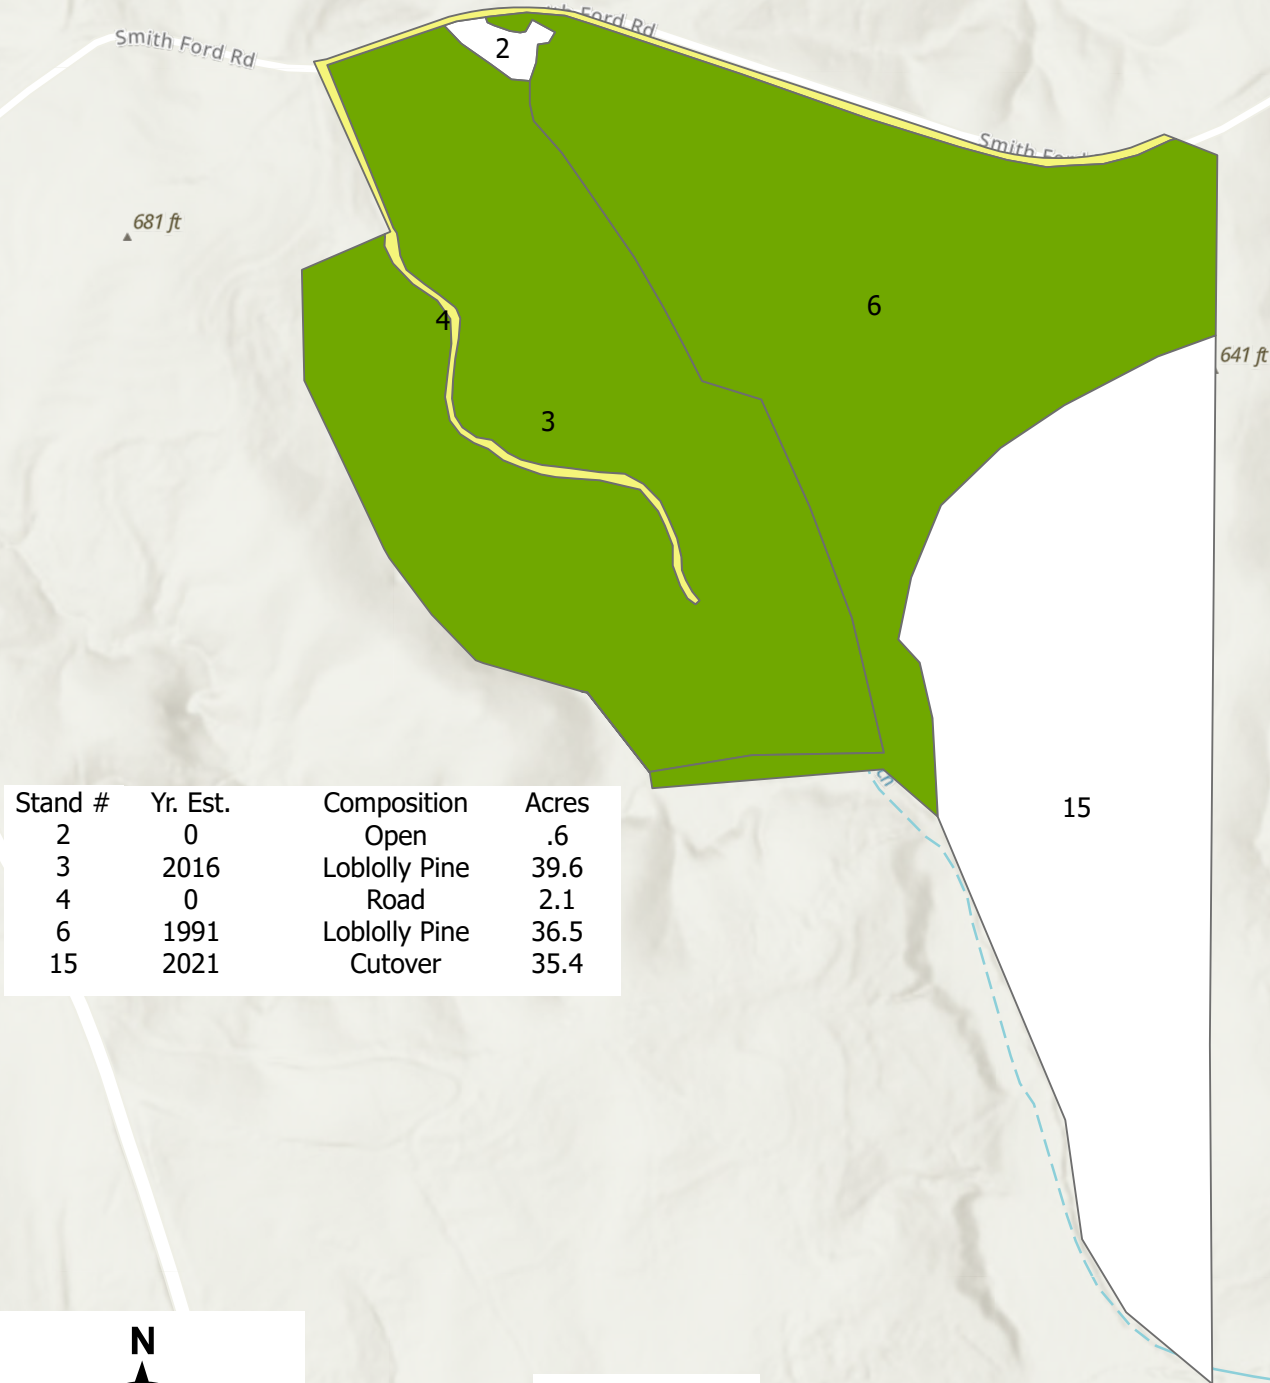 Ford Rd
Smith Ford Rd
2
Smith Ford
681 ft
6
4
641 ft
3
15
Stand # Yr. Est. Composition Acres
2 0 Open .6
3 2016 Loblolly Pine 39.6
4 0 Road 2.1
6 1991 Loblolly Pine 36.5
15 2021 Cutover 35.4
N